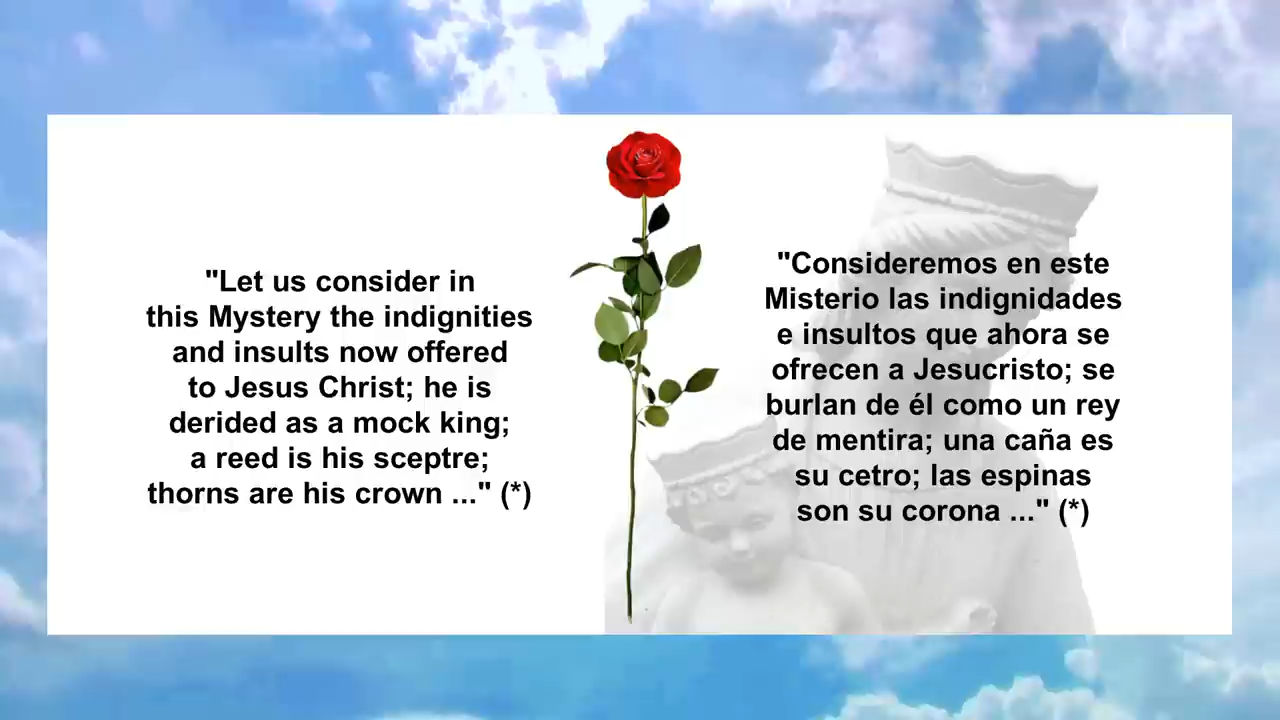 "Let us consider in
this Mystery the indignities
and insults now offered
to Jesus Christ; he is
derided as a mock king;
a reed is his sceptre;
thorns are his crown ..." (*)
"Consideremos en este
Misterio las indignidades
e insultos que ahora se
ofrecen a Jesucristo; se
burlan de él como un rey
de mentira; una caña es
su cetro; las espinas
son su corona ..." (*)